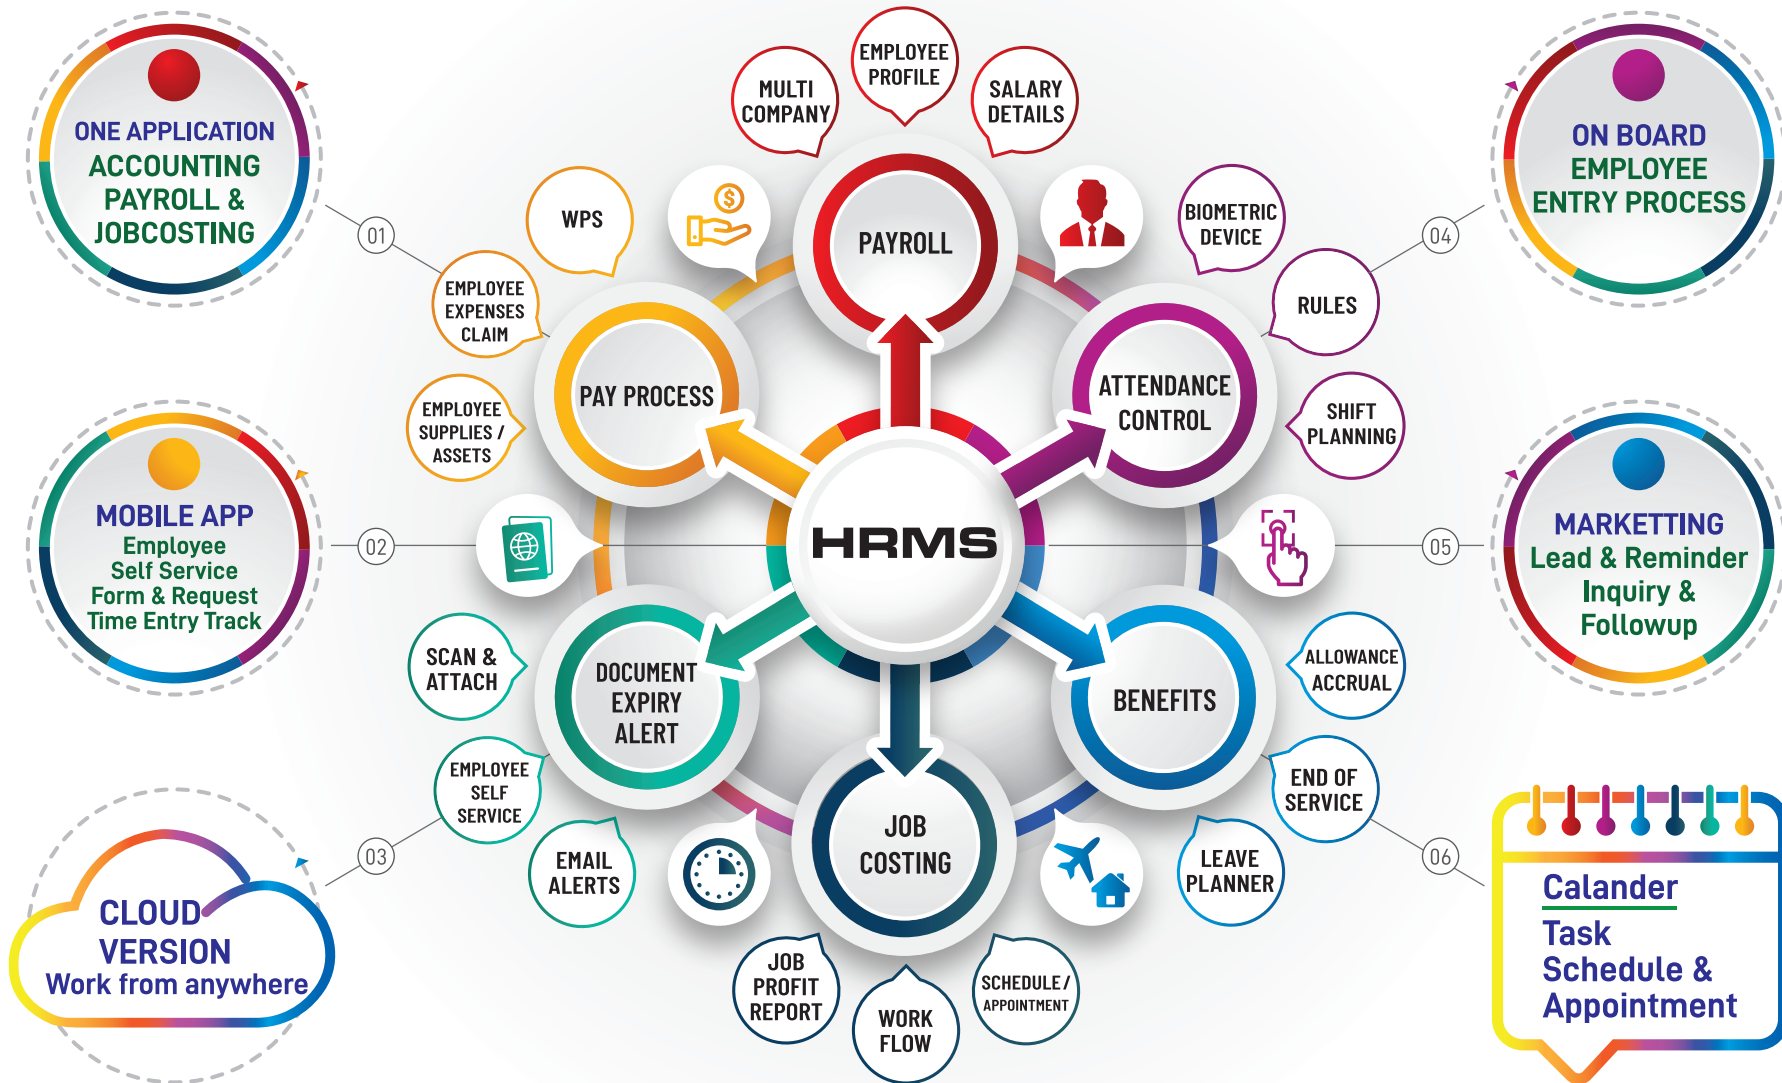 ONE APPLICATION
ACCOUNTING
PAYROLL &
JOBCOSTING
01
MOBILE APP
Employee
Self Service
Form & Request
Time Entry Track
02
CLOUD
VERSION
Work from anywhere
03
MULTI
COMPANY
EMPLOYEE
PROFILE
SALARY
DETAILS
PAYROLL
WPS
$
EMPLOYEE
EXPENSES
CLAIM
EMPLOYEE
SUPPLIES /
ASSETS
PAY PROCESS
BIOMETRIC
DEVICE
RULES
SHIFT
PLANNING
ATTENDANCE
CONTROL
HRMS
SCAN &
ATTACH
EMPLOYEE
SELF
SERVICE
EMAIL
ALERTS
DOCUMENT
EXPIRY
ALERT
ALLOWANCE
ACCRUAL
END OF
SERVICE
LEAVE
PLANNER
BENEFITS
JOB
COSTING
JOB
PROFIT
REPORT
WORK
FLOW
SCHEDULE /
APPOINTMENT
ON BOARD
EMPLOYEE
ENTRY PROCESS
04
MARKETTING
Lead & Reminder
Inquiry &
Followup
05
Calander
Task
Schedule &
Appointment
06